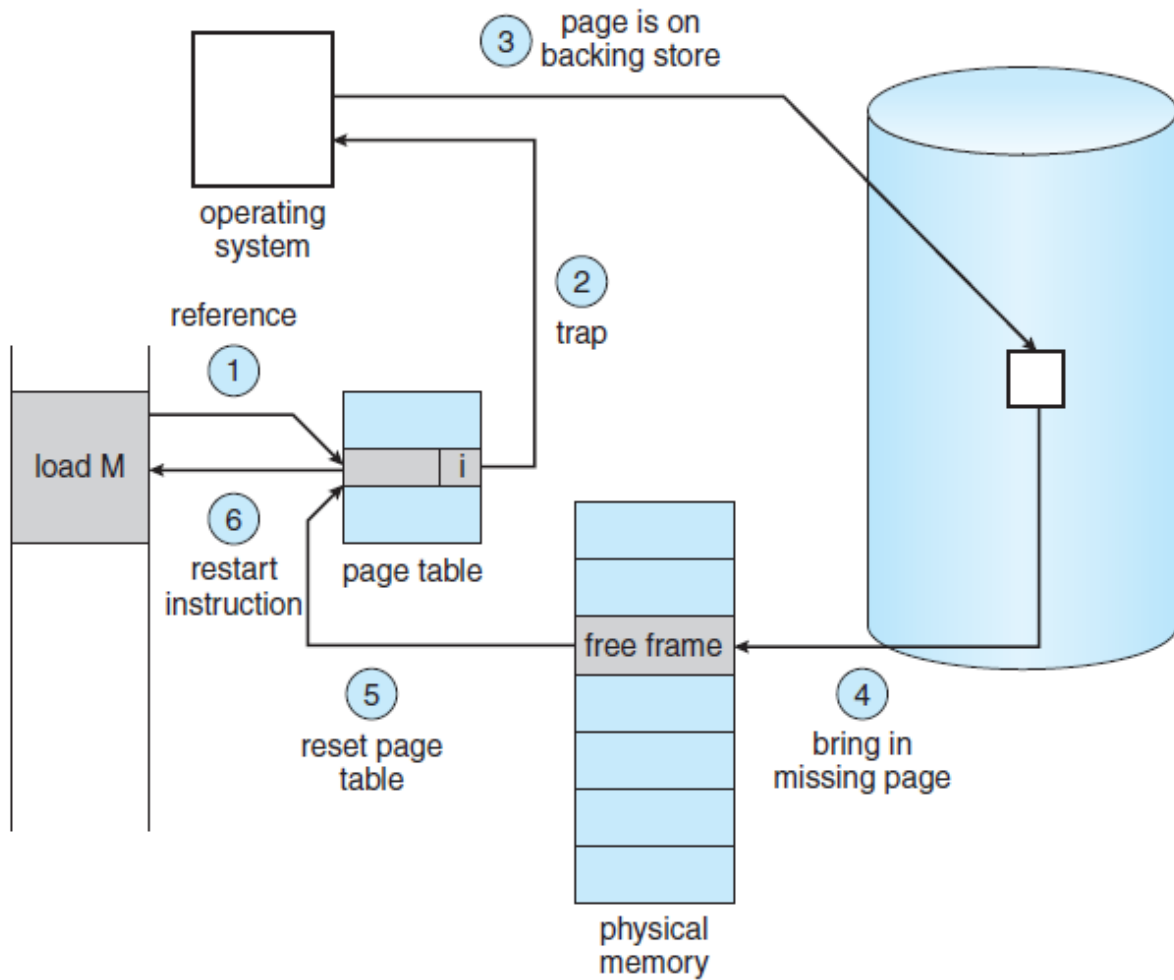 3
page is on
backing store
operating
system
2
trap
reference
1
load M
i
6
restart
instruction
page table
free frame
5
reset page
table
4
bring in
missing page
physical
memory